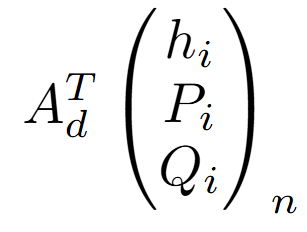 $A_d^T \begin{pmatrix} h_i \\ P_i \\ Q_i \end{pmatrix}_n$